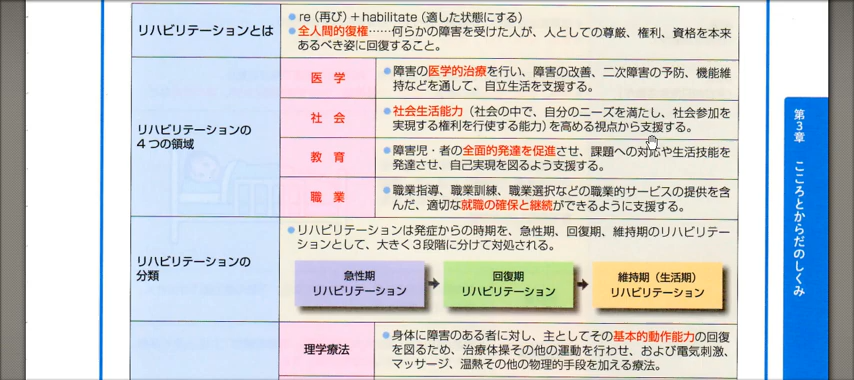 リハビリテーションとは
●re（再び）＋habilitate（適した状態にする）
●全人間的復権……何らかの障害を受けた人が、人としての尊厳、権利、資格を本来
あるべき姿に回復すること。
リハビリテーションの
4つの領域
医 学
●障害の医学的治療を行い、障害の改善、二次障害の予防、機能維
持などを通して、自立生活を支援する。
社 会
●社会生活能力（社会の中で、自分のニーズを満たし、社会参加を
実現する権利を行使する能力）を高める視点から支援する。
教 育
●障害児・者の全面的発達を促進させ、課題への対応や生活技能を
発達させ、自己実現を図るよう支援する。
職 業
●職業指導、職業訓練、職業選択などの職業的サービスの提供を含
んだ、適切な就職の確保と継続ができるように支援する。
リハビリテーションの
分類
●リハビリテーションは発症からの時期を、急性期、回復期、維持期のリハビリテー
ションとして、大きく3段階に分けて対処される。
急性期
リハビリテーション
回復期
リハビリテーション
維持期（生活期）
リハビリテーション
理学療法
●身体に障害のある者に対し、主としてその基本的動作能力の回復
を図るため、治療体操その他の運動を行わせ、および電気刺激、
マッサージ、温熱その他の物理的手段を加える療法。
第3章 こころとからだのしくみ